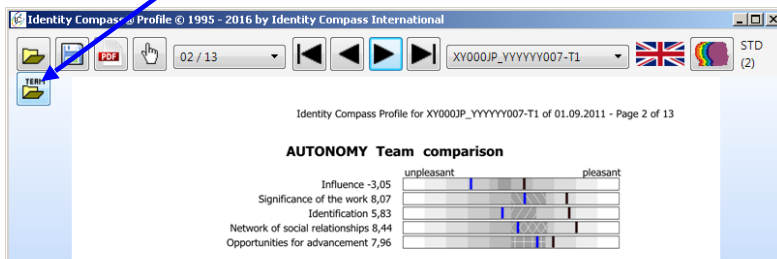 Identity Compass® Profile © 1995 - 2016 by Identity Compass International
PDF 02 / 13 XY000JP_YYYYYY007-T1 STD
(2)
TERM
Identity Compass Profile for XY000JP_YYYYYY007-T1 of 01.09.2011 - Page 2 of 13
AUTONOMY Team comparison
unpleasant pleasant
Influence -3,05
Significance of the work 8,07
Identification 5,83
Network of social relationships 8,44
Opportunities for advancement 7,96